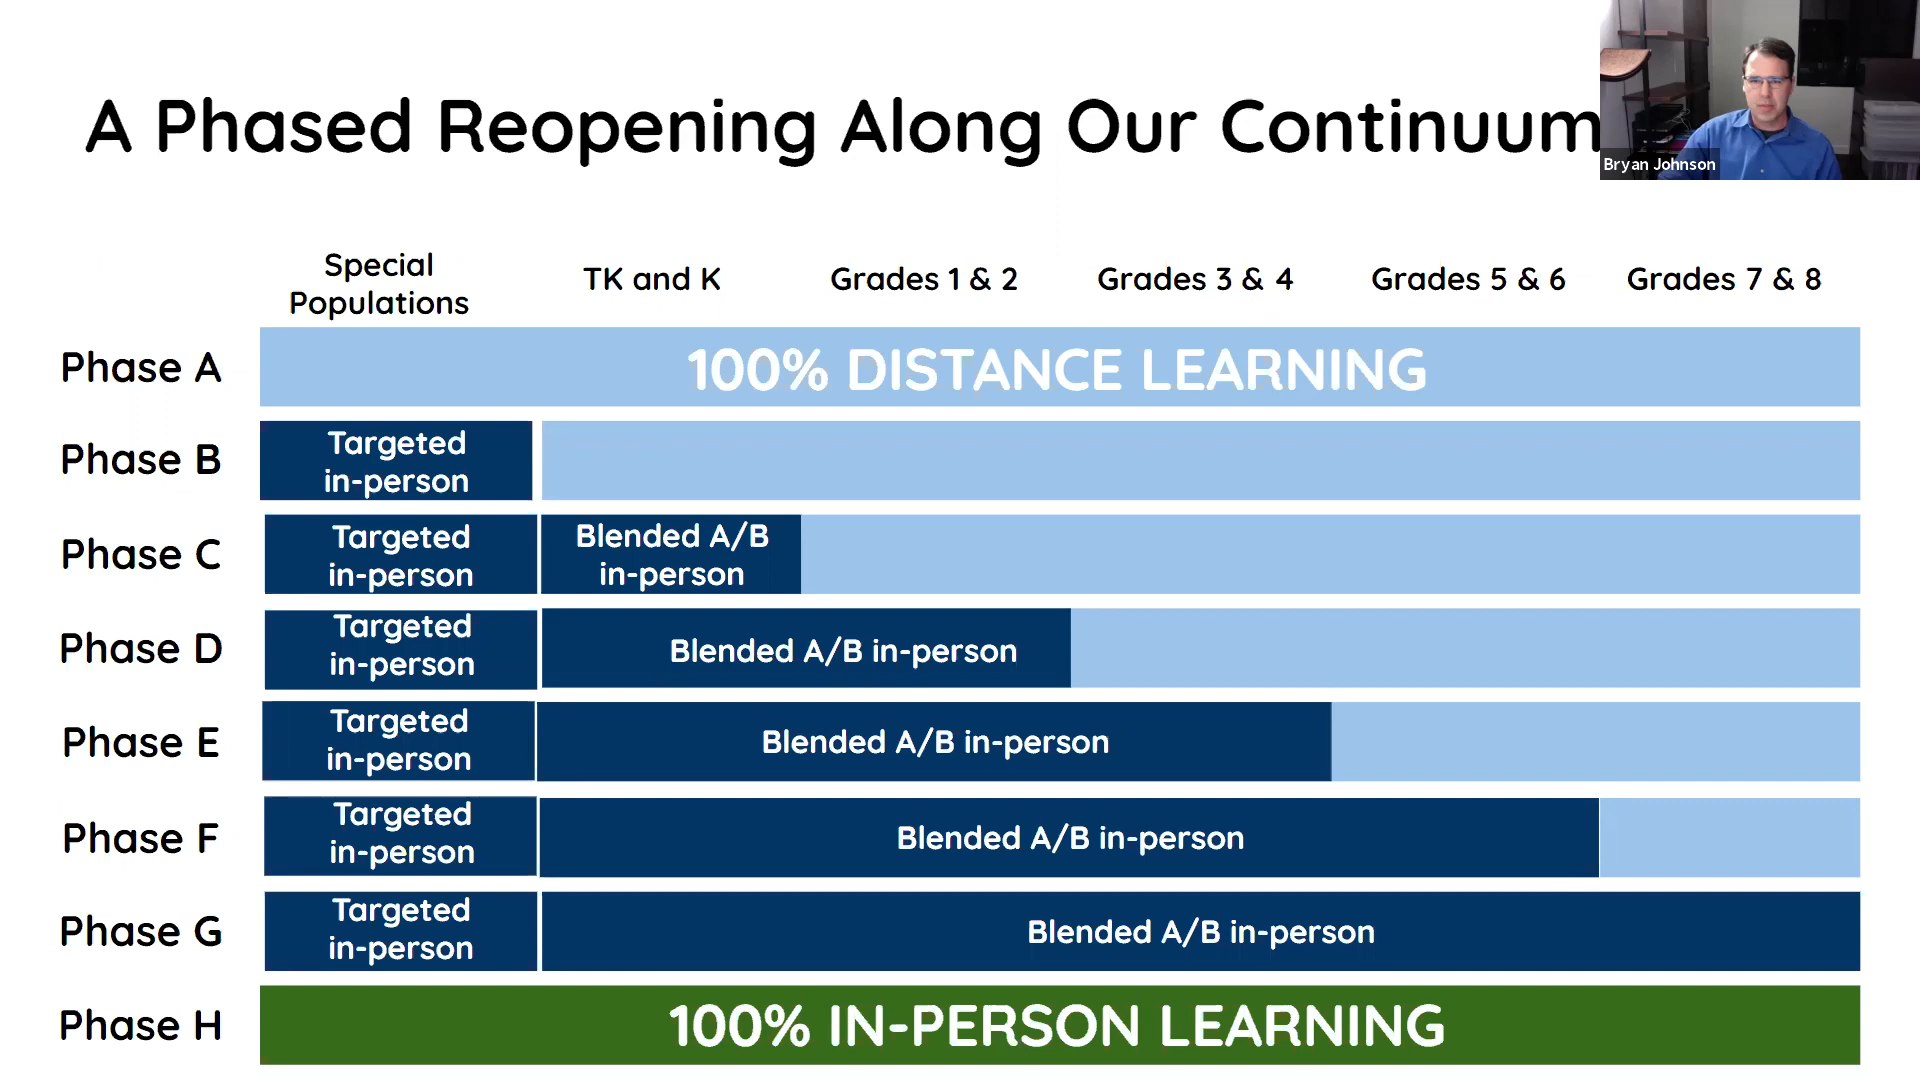 A Phased Reopening Along Our Continuum
Bryan Johnson
Special
Populations
TK and K
Grades 1 & 2
Grades 3 & 4
Grades 5 & 6
Grades 7 & 8
Phase A
100% DISTANCE LEARNING
Phase B
Targeted
in-person
Phase C
Targeted
in-person
Blended A/B
in-person
Phase D
Targeted
in-person
Blended A/B in-person
Phase E
Targeted
in-person
Blended A/B in-person
Phase F
Targeted
in-person
Blended A/B in-person
Phase G
Targeted
in-person
Blended A/B in-person
Phase H
100% IN-PERSON LEARNING